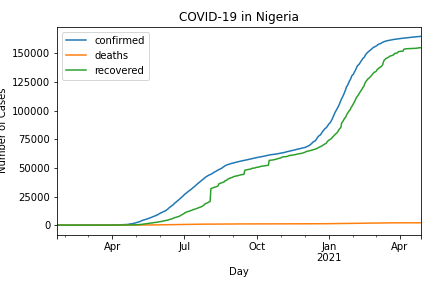 COVID-19 in Nigeria
confirmed
deaths
recovered
150000
125000
100000
75000
50000
25000
0
Number of Cases
Apr
Jul
Oct
Jan
2021
Apr
Day